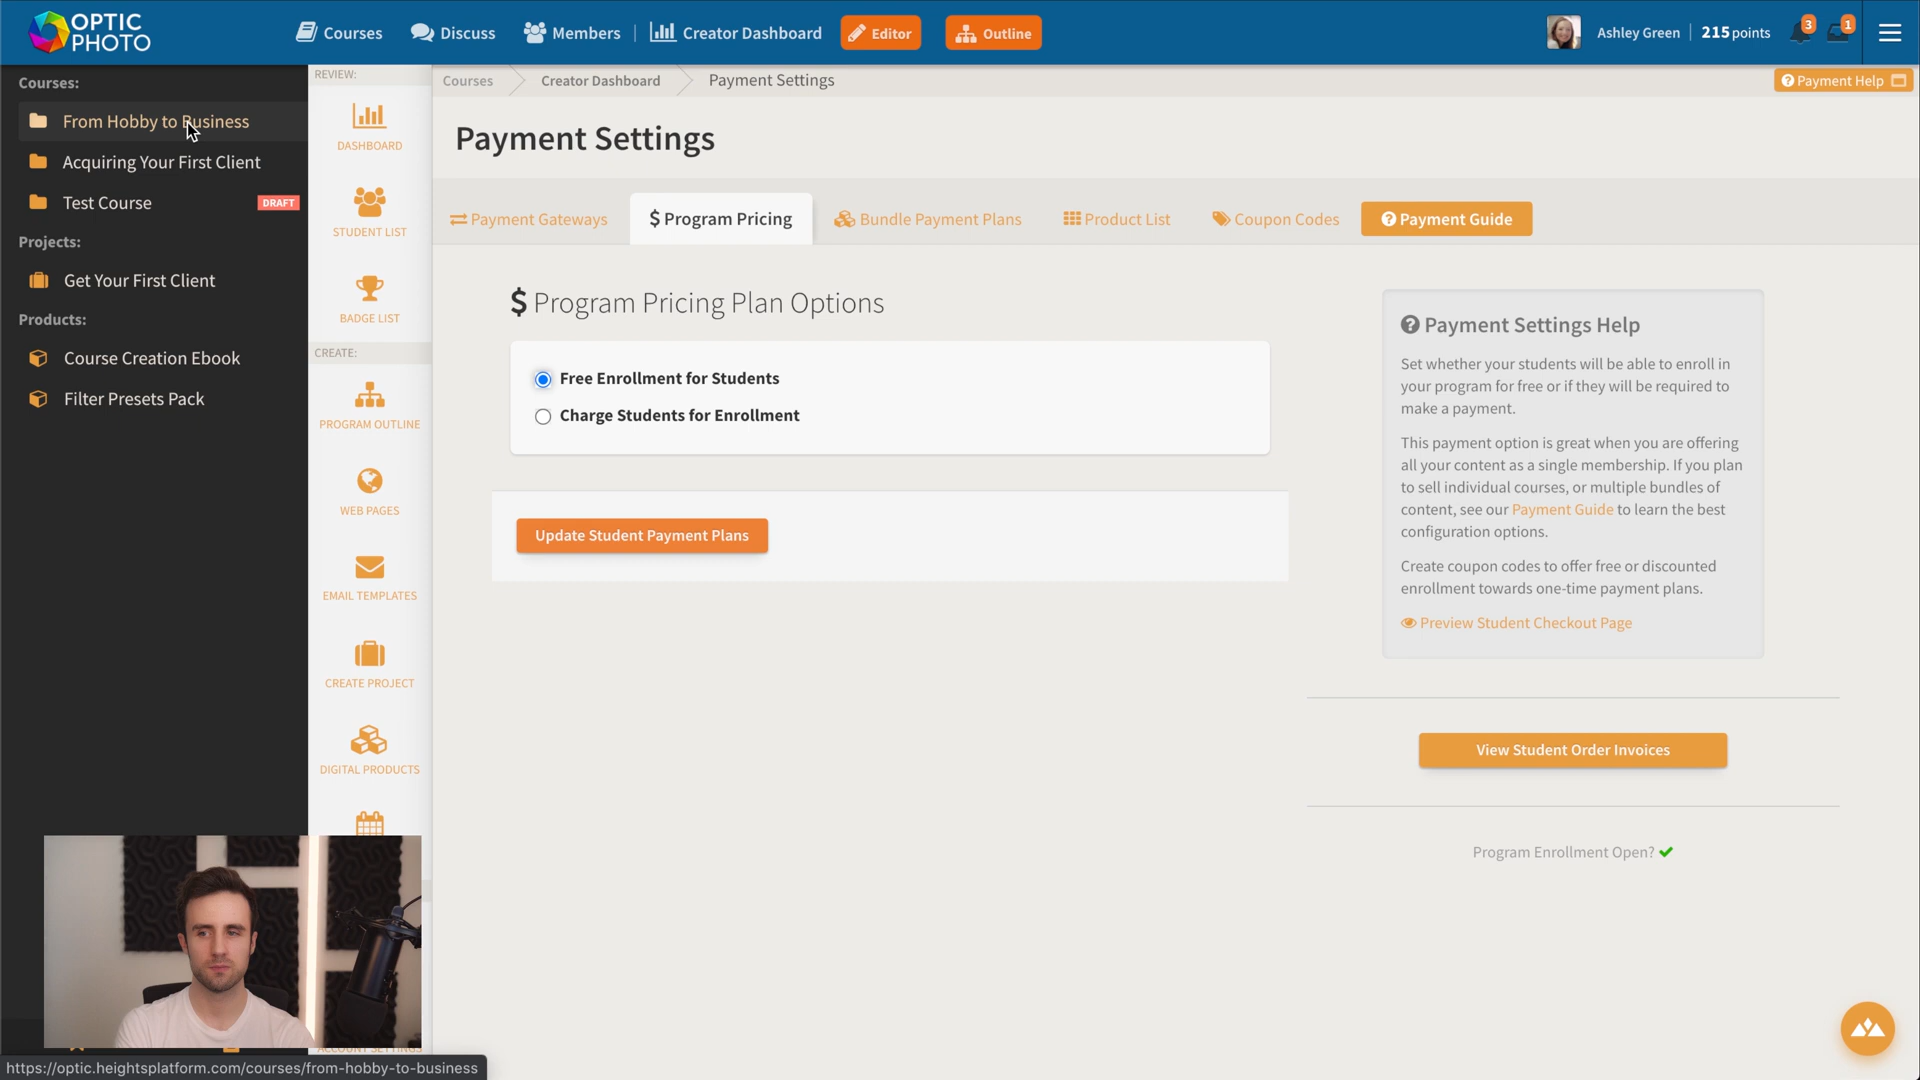 OPTIC
PHOTO
Courses
Discuss
Members
Creator Dashboard
Editor
Outline
Ashley Green
215 points
3
1
Courses:
From Hobby to Business
Acquiring Your First Client
Test Course
DRAFT
Projects:
Get Your First Client
Products:
Course Creation Ebook
Filter Presets Pack
REVIEW:
DASHBOARD
STUDENT LIST
BADGE LIST
CREATE:
PROGRAM OUTLINE
WEB PAGES
EMAIL TEMPLATES
CREATE PROJECT
DIGITAL PRODUCTS
ACCOUNT SETTINGS
Courses
Creator Dashboard
Payment Settings
Payment Help
Payment Settings
Payment Gateways
$ Program Pricing
Bundle Payment Plans
Product List
Coupon Codes
Payment Guide
$ Program Pricing Plan Options
Free Enrollment for Students
Charge Students for Enrollment
Update Student Payment Plans
Payment Settings Help
Set whether your students will be able to enroll in
your program for free or if they will be required to
make a payment.
This payment option is great when you are offering
all your content as a single membership. If you plan
to sell individual courses, or multiple bundles of
content, see our Payment Guide to learn the best
configuration options.
Create coupon codes to offer free or discounted
enrollment towards one-time payment plans.
Preview Student Checkout Page
View Student Order Invoices
Program Enrollment Open?
https://optic.heightsplatform.com/courses/from-hobby-to-business